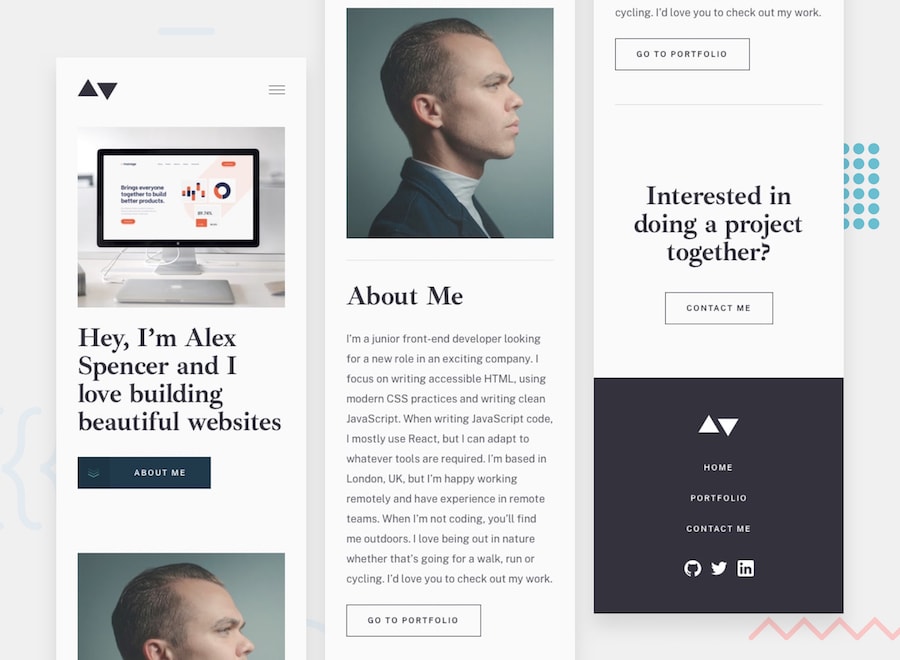 Brings everyone
together to build
better products.
Hey, I’m Alex
Spencer and I
love building
beautiful websites
ABOUT ME
About Me
I’m a junior front-end developer looking
for a new role in an exciting company. I
focus on writing accessible HTML, using
modern CSS practices and writing clean
JavaScript. When writing JavaScript code,
I mostly use React, but I can adapt to
whatever tools are required. I’m based in
London, UK, but I’m happy working
remotely and have experience in remote
teams. When I’m not coding, you’ll find
me outdoors. I love being out in nature
whether that’s going for a walk, run or
cycling. I’d love you to check out my work.
GO TO PORTFOLIO
cycling. I’d love you to check out my work.
GO TO PORTFOLIO
Interested in
doing a project
together?
CONTACT ME
HOME
PORTFOLIO
CONTACT ME
in